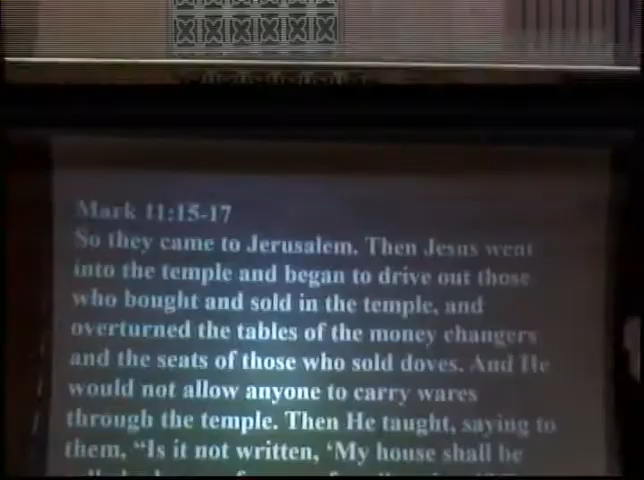 Mark 11:15-17
So they came to Jerusalem. Then Jesus went
into the temple and began to drive out those
who bought and sold in the temple, and
overturned the tables of the money changers
and the seats of those who sold doves. And He
would not allow anyone to carry wares
through the temple. Then He taught, saying to
them, “Is it not written, ‘My house shall be